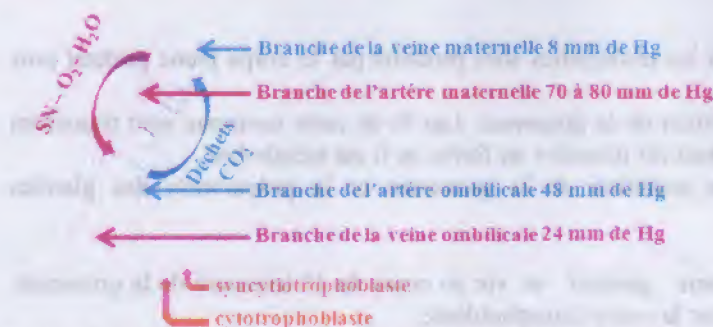 SN - O₂ - H₂O
Branche de la veine maternelle 8 mm de Hg
Branche de l'artére maternelle 70 à 80 mm de Hg
Déchets
CO₂
Branche de l'artére ombilicale 48 mm de Hg
Branche de la veine ombilicale 24 mm de Hg
syncytiotrophoblaste
cytotrophoblaste